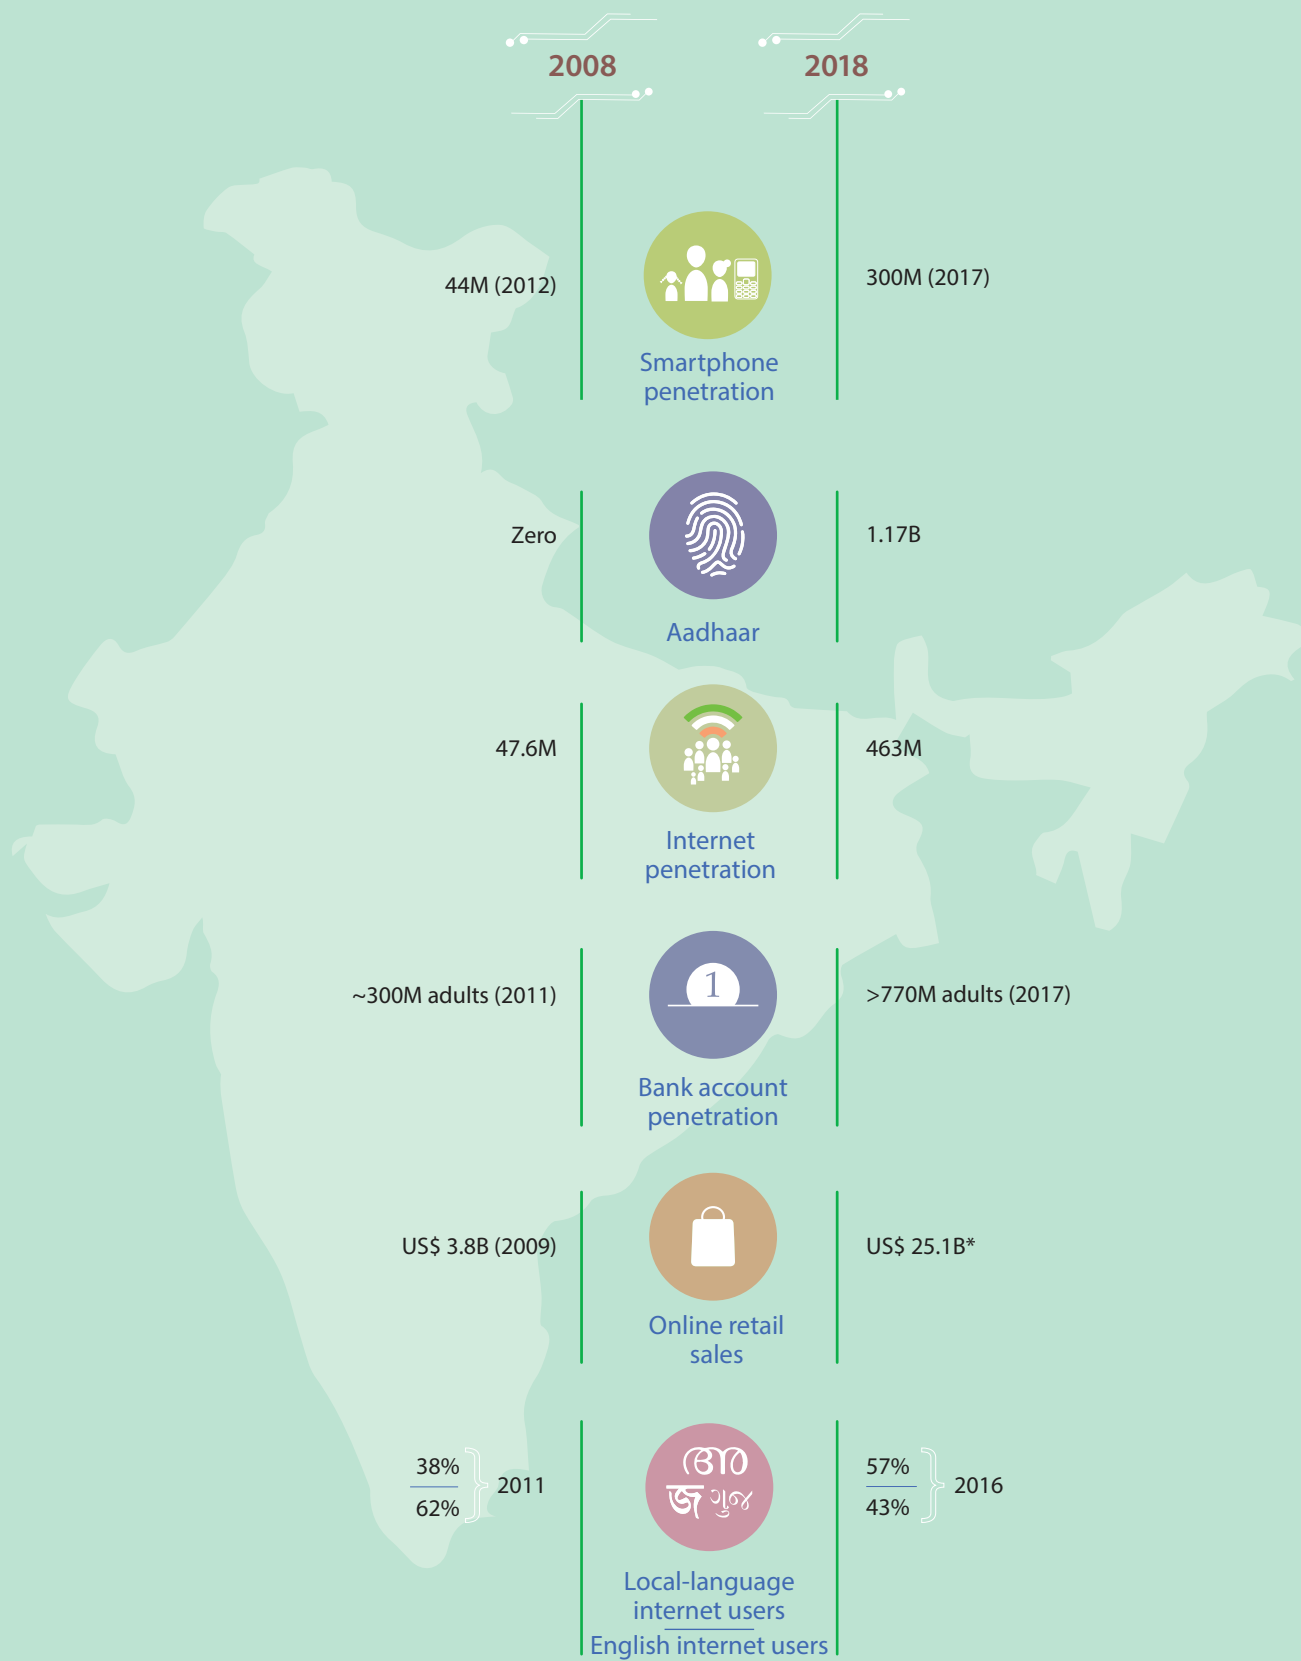 2008
2018
44M (2012)
300M (2017)
Smartphone
penetration
Zero
1.17B
Aadhaar
47.6M
463M
Internet
penetration
~300M adults (2011)
1
>770M adults (2017)
Bank account
penetration
US$ 3.8B (2009)
US$ 25.1B*
Online retail
sales
38%
62%
2011
അ
ज ગુજ
57%
43%
2016
Local-language
internet users
English internet users